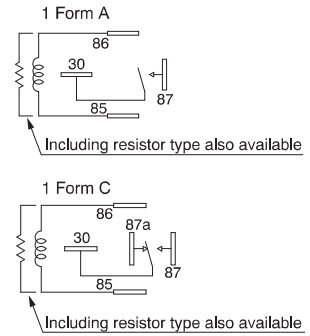 1 Form A
86
30
85
87
Including resistor type also available
1 Form C
86
87a
30
85
87
Including resistor type also available